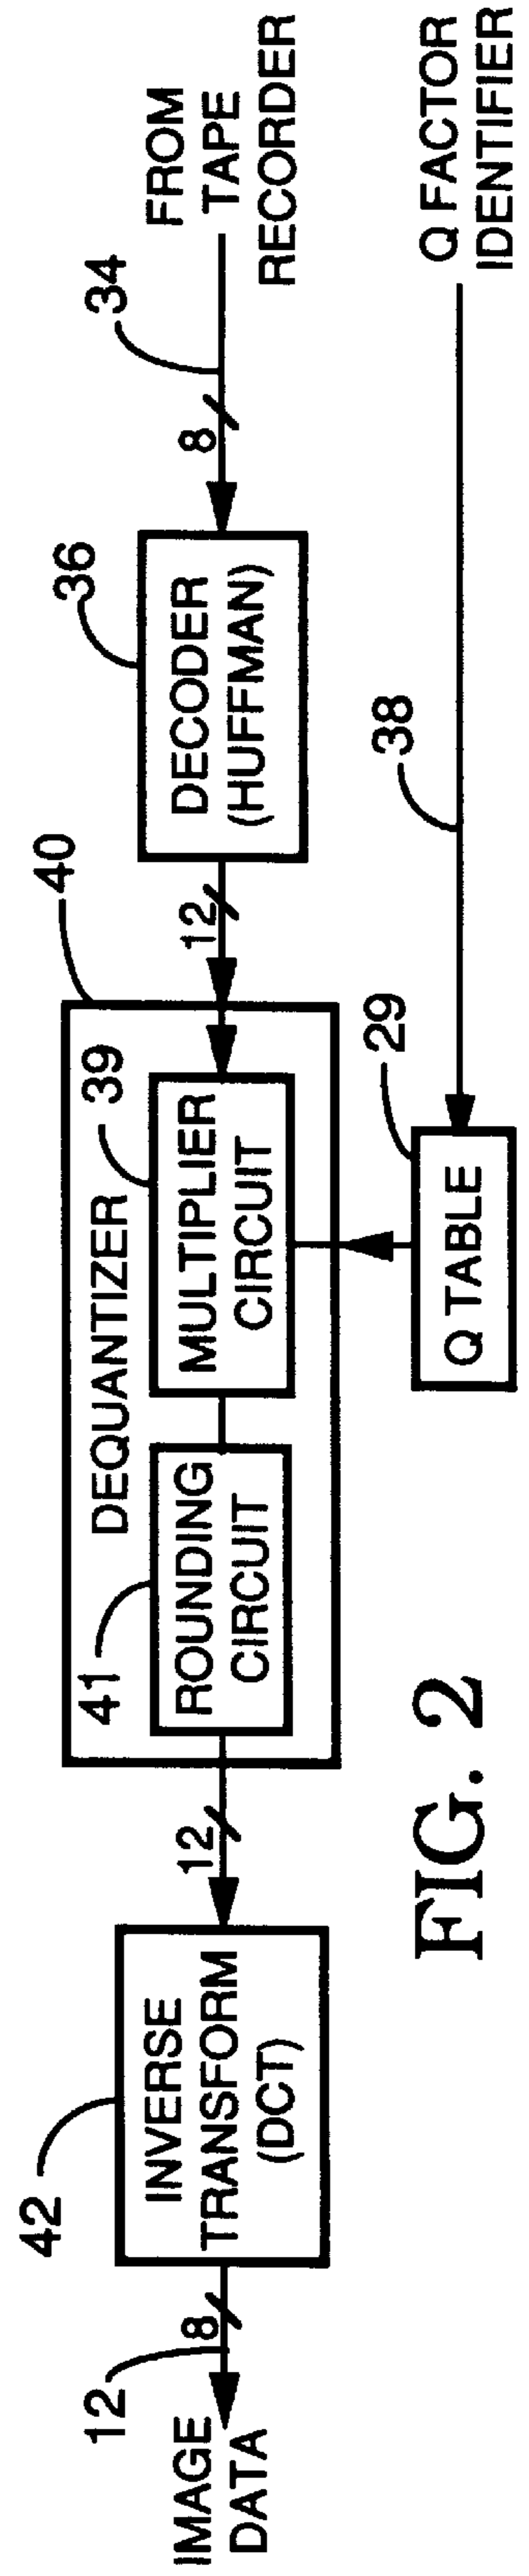 42
12
IMAGE
DATA
8
INVERSE
TRANSFORM
(DCT)
12
40
DEQUANTIZER
41
ROUNDING
CIRCUIT
39
MULTIPLIER
CIRCUIT
12
36
DECODER
(HUFFMAN)
8
34
FROM
TAPE
RECORDER
29
Q TABLE
38
Q FACTOR
IDENTIFIER
FIG. 2